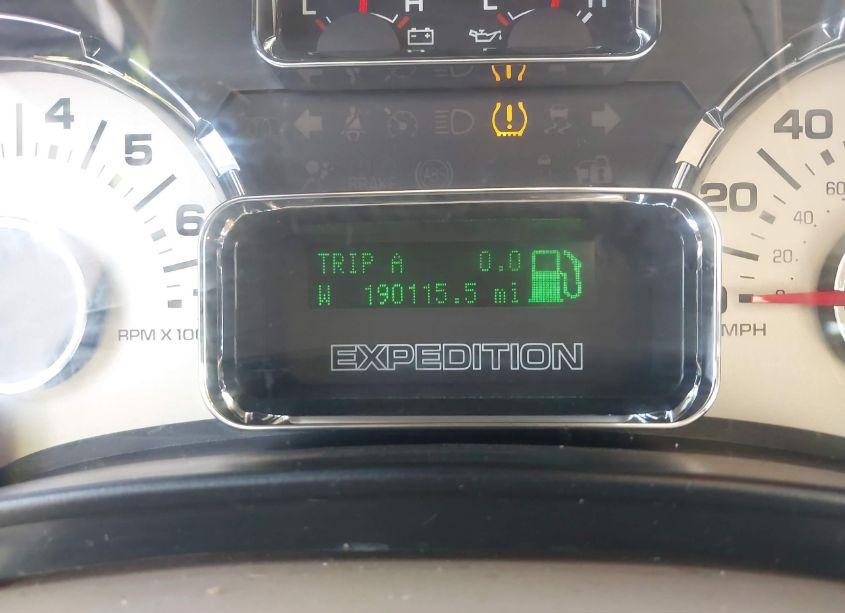 L H L H
4
5
6
RPM X 100
BRAKE ABS
40
20
60
40
20
0
MPH
TRIP A 0.0
W 190115.5 mi
EXPEDITION